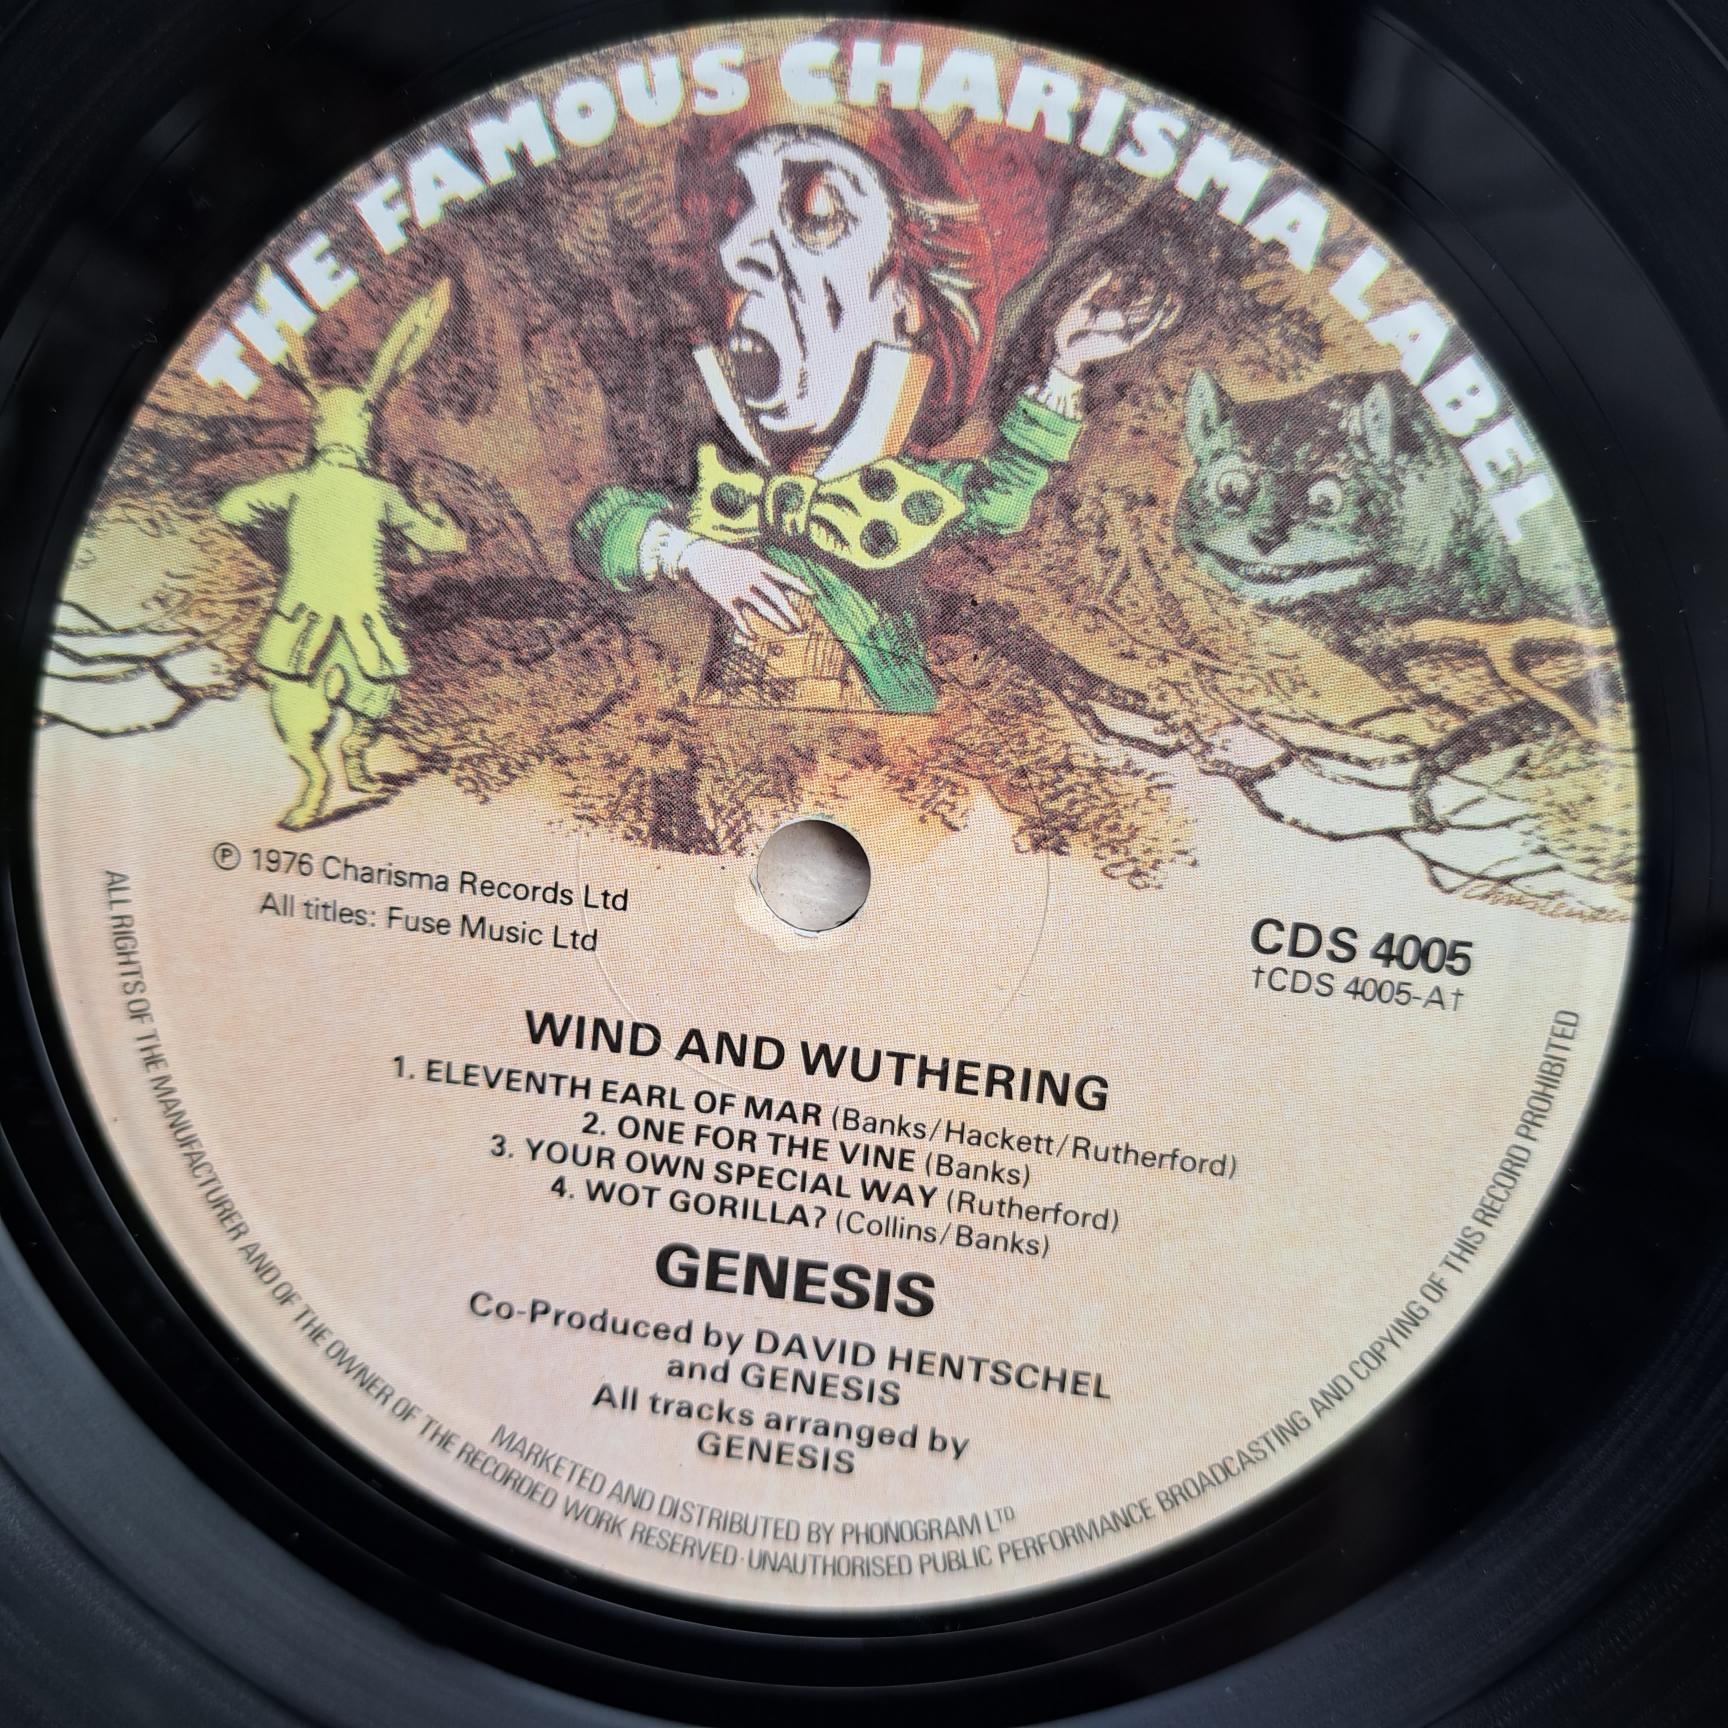 THE FAMOUS CHARISMA LABEL
℗ 1976 Charisma Records Ltd
All titles: Fuse Music Ltd
CDS 4005
†CDS 4005-A†
WIND AND WUTHERING
1. ELEVENTH EARL OF MAR (Banks/Hackett/Rutherford)
2. ONE FOR THE VINE (Banks)
3. YOUR OWN SPECIAL WAY (Rutherford)
4. WOT GORILLA? (Collins/Banks)
GENESIS
Co-Produced by DAVID HENTSCHEL
and GENESIS
All tracks arranged by
GENESIS
MARKETED AND DISTRIBUTED BY PHONOGRAM LTD
ALL RIGHTS OF THE MANUFACTURER AND OF THE OWNER OF THE RECORDED WORK RESERVED·UNAUTHORISED PUBLIC PERFORMANCE BROADCASTING AND COPYING OF THIS RECORD PROHIBITED